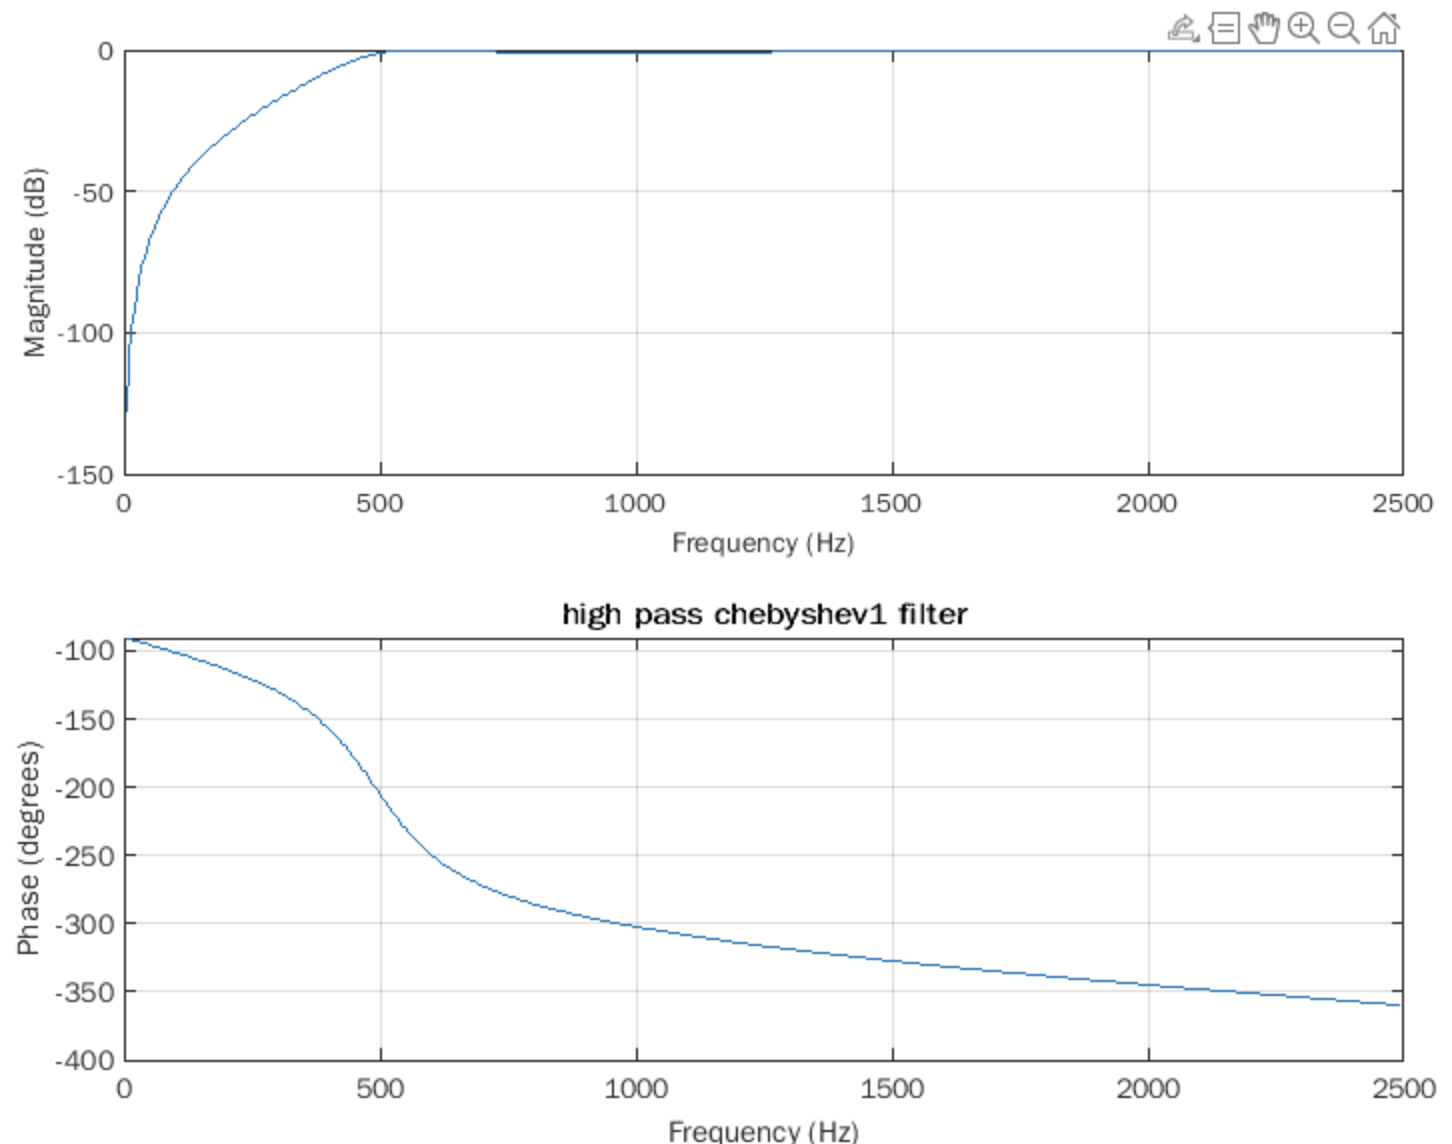 0
-50
-100
-150
Magnitude (dB)
0 500 1000 1500 2000 2500
Frequency (Hz)
high pass chebyshev1 filter
-100
-150
-200
-250
-300
-350
-400
Phase (degrees)
0 500 1000 1500 2000 2500
Frequency (Hz)